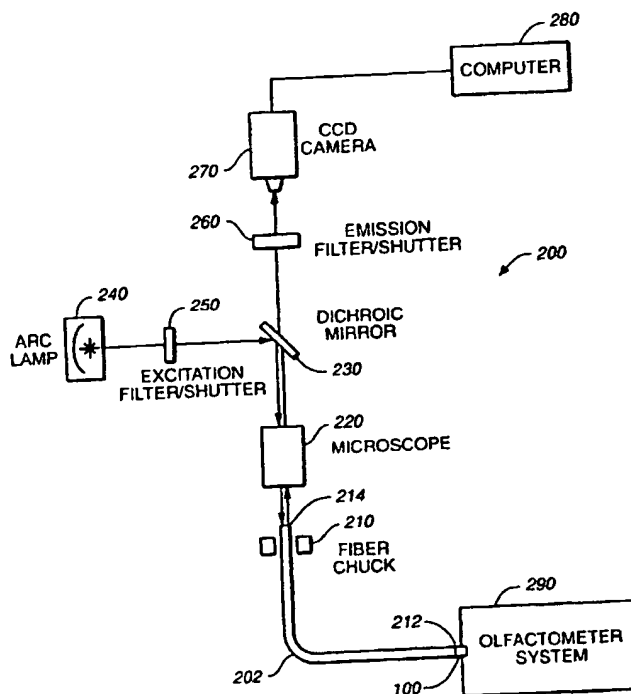 280
COMPUTER
CCD
CAMERA
270
260
EMISSION
FILTER/SHUTTER
200
240
250
DICHROIC
MIRROR
ARC
LAMP
EXCITATION
FILTER/SHUTTER
230
220
MICROSCOPE
214
210
FIBER
CHUCK
290
212
OLFACTOMETER
SYSTEM
202
100